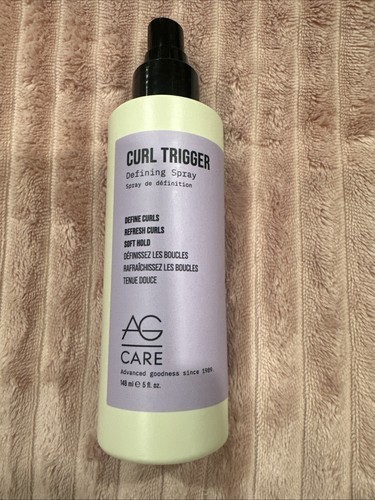 CURL TRIGGER
Defining Spray
Spray de définition
DEFINE CURLS
REFRESH CURLS
SOFT HOLD
DÉFINISSEZ LES BOUCLES
RAFRAÎCHISSEZ LES BOUCLES
TENUE DOUCE
AG
CARE
Advanced goodness since 1989.
148 ml ℮ 5 fl. oz.